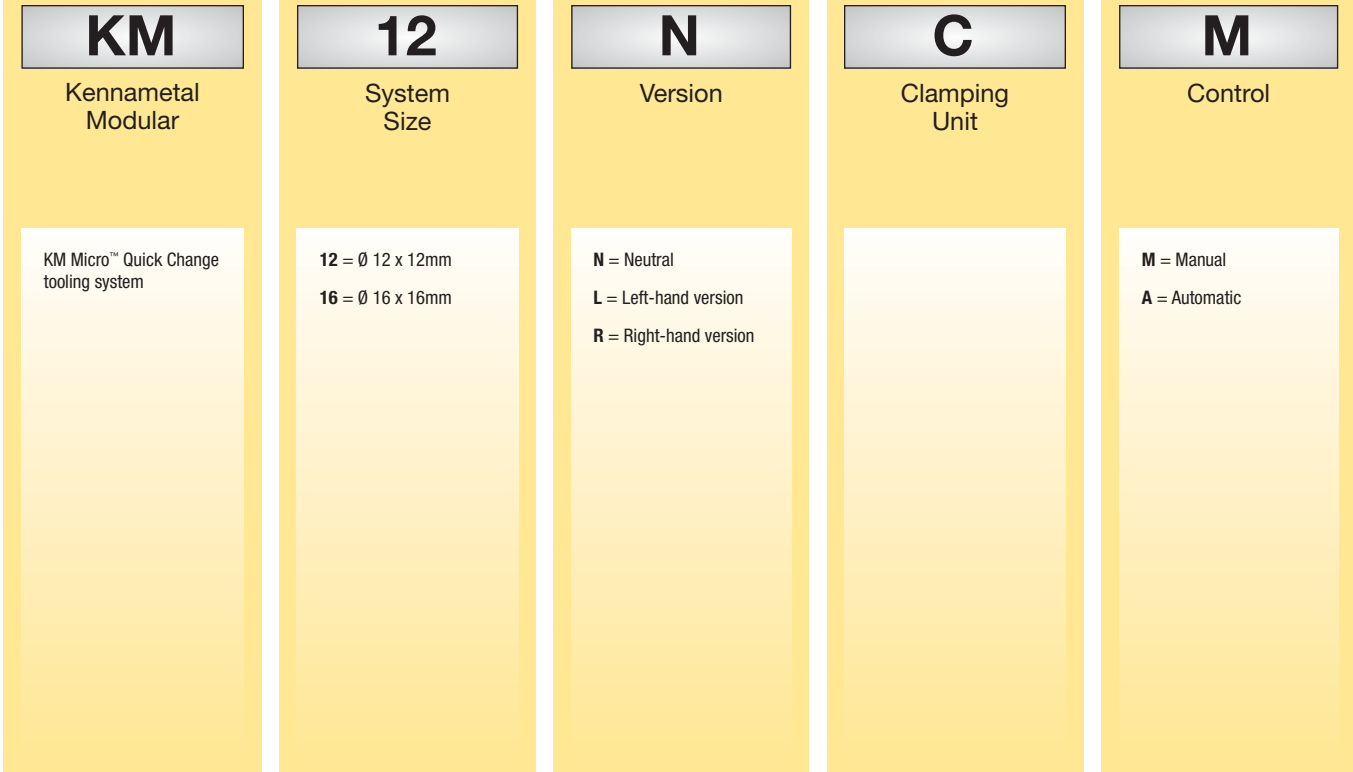 KM
Kennametal
Modular
KM Micro™ Quick Change
tooling system
12
System
Size
12 = Ø 12 x 12mm
16 = Ø 16 x 16mm
N
Version
N = Neutral
L = Left-hand version
R = Right-hand version
C
Clamping
Unit
M
Control
M = Manual
A = Automatic